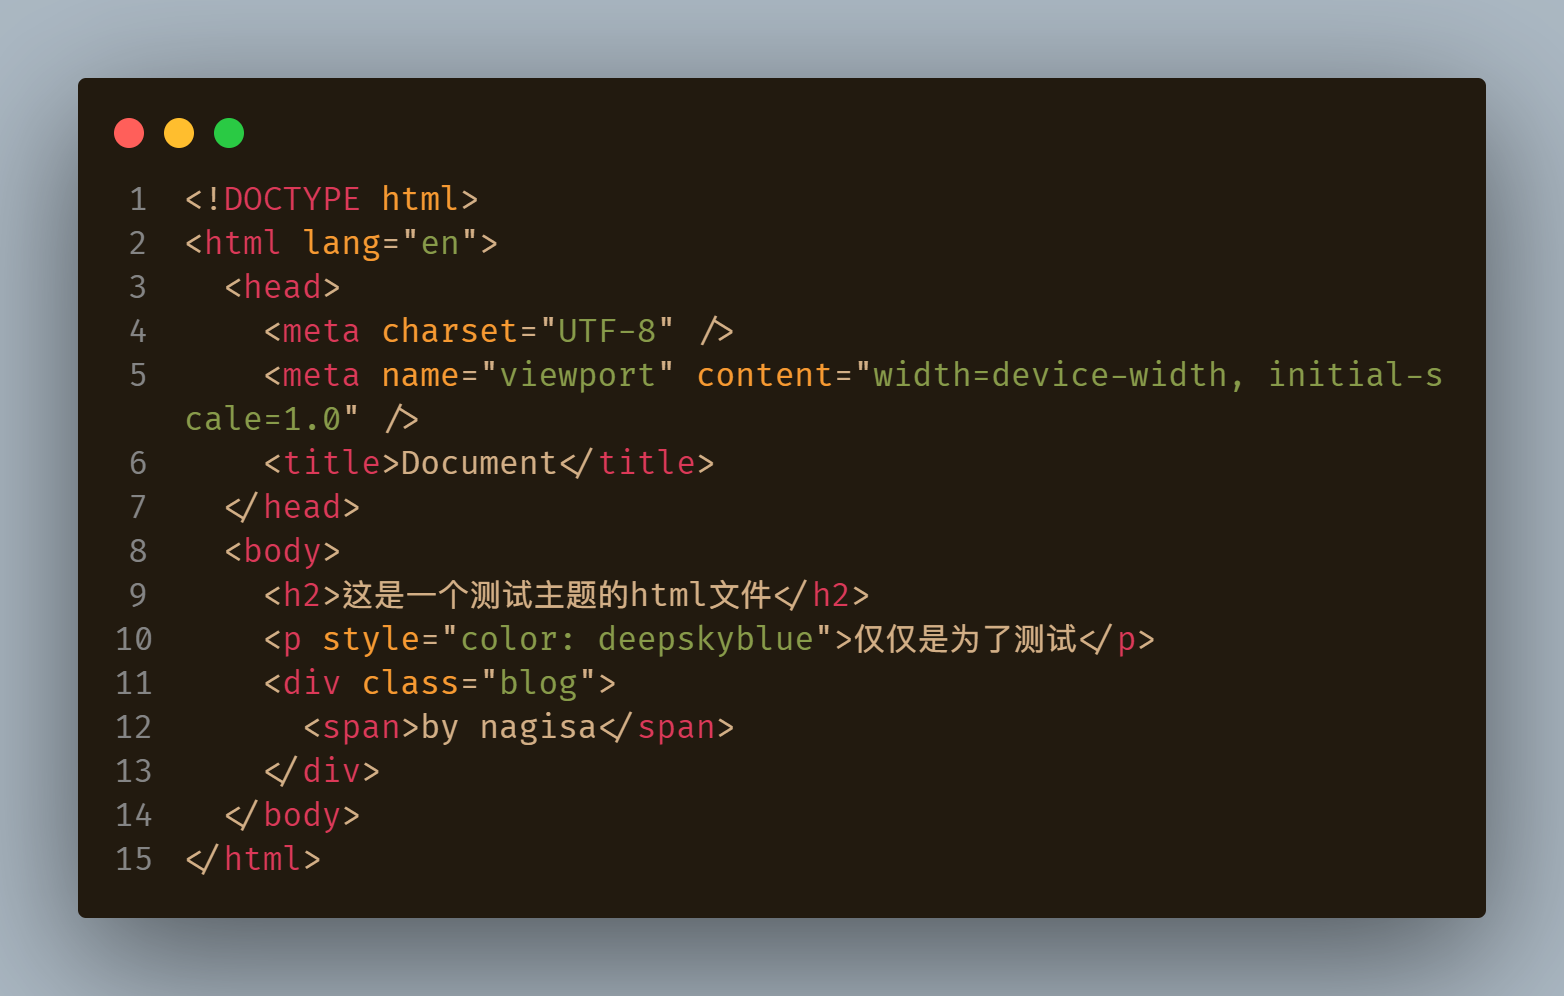 1 <!DOCTYPE html>
2 <html lang="en">
3   <head>
4     <meta charset="UTF-8" />
5     <meta name="viewport" content="width=device-width, initial-s
cale=1.0" />
6     <title>Document</title>
7   </head>
8   <body>
9     <h2>这是一个测试主题的html文件</h2>
10     <p style="color: deepskyblue">仅仅是为了测试</p>
11     <div class="blog">
12       <span>by nagisa</span>
13     </div>
14   </body>
15 </html>